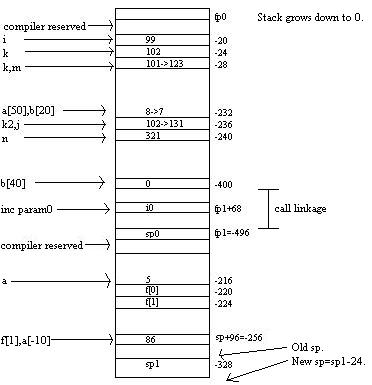 fp0 Stack grows down to 0.
compiler reserved
i 99 -20
k 102 -24
k,m 101->123 -28
a[50],b[20] 8->7 -232
k2,j 102->131 -236
n 321 -240
b[40] 0 -400
inc param0 i0 fp1+68 call linkage
sp0 fp1=-496
compiler reserved
a 5 -216
f[0] -220
f[1] -224
f[1],a[-10] 86 sp+96=-256
Old sp.
sp1 -328 New sp=sp1-24.